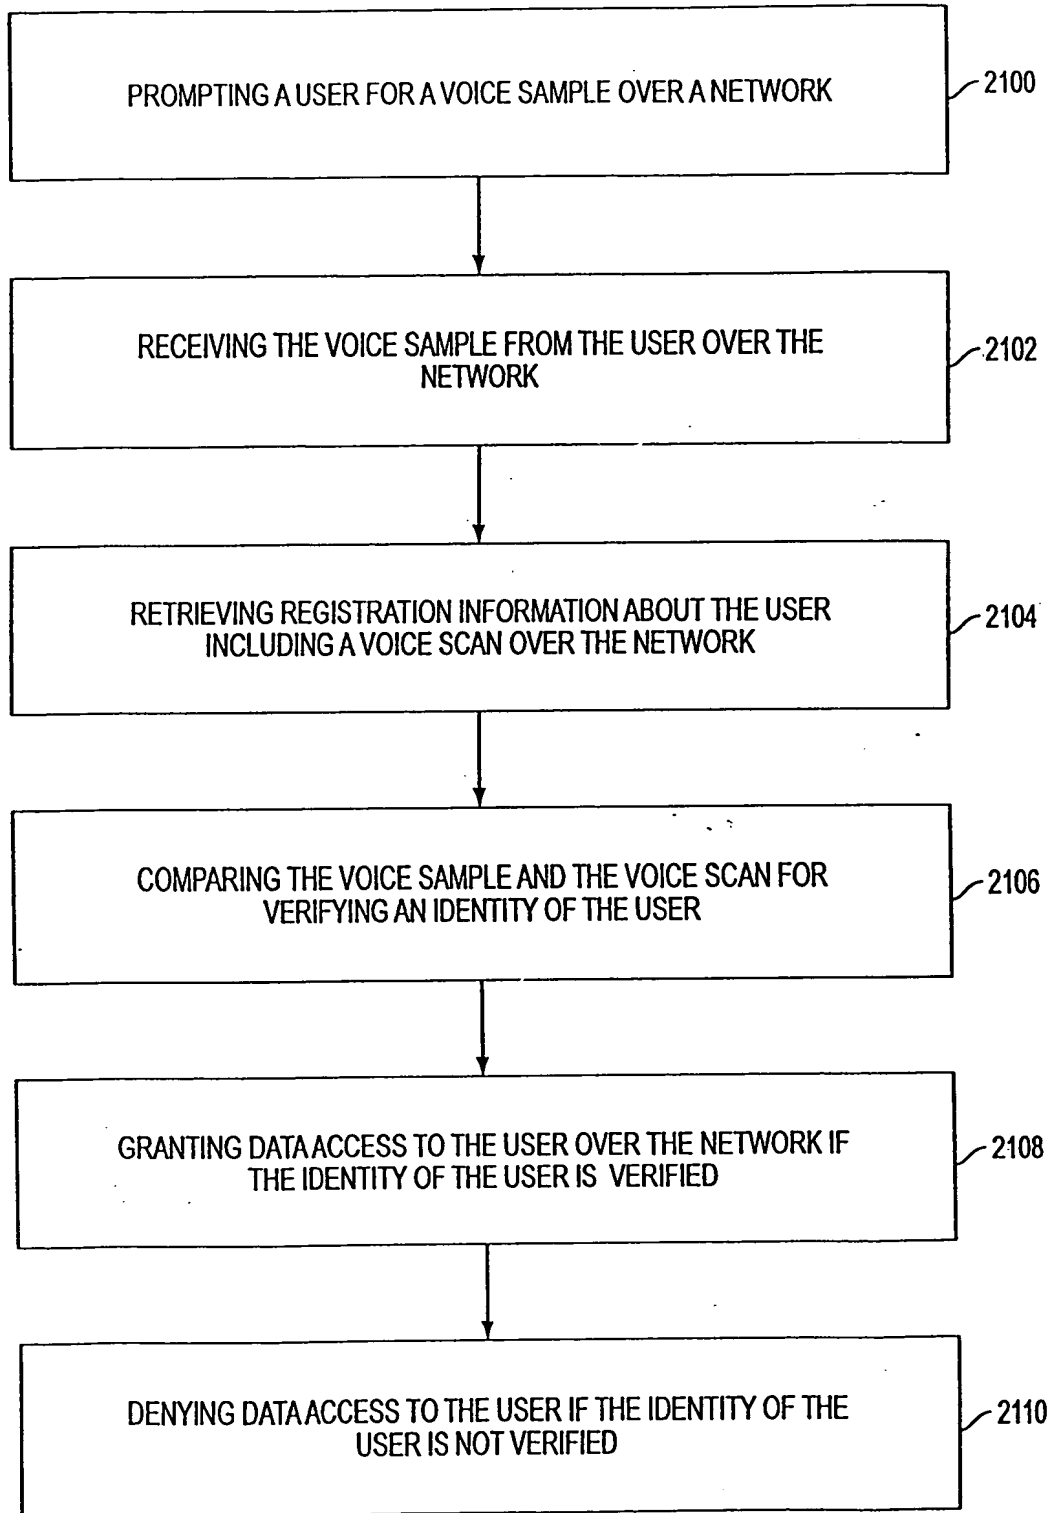 PROMPTING A USER FOR A VOICE SAMPLE OVER A NETWORK
2100
RECEIVING THE VOICE SAMPLE FROM THE USER OVER THE
NETWORK
2102
RETRIEVING REGISTRATION INFORMATION ABOUT THE USER
INCLUDING A VOICE SCAN OVER THE NETWORK
2104
COMPARING THE VOICE SAMPLE AND THE VOICE SCAN FOR
VERIFYING AN IDENTITY OF THE USER
2106
GRANTING DATA ACCESS TO THE USER OVER THE NETWORK IF
THE IDENTITY OF THE USER IS VERIFIED
2108
DENYING DATA ACCESS TO THE USER IF THE IDENTITY OF THE
USER IS NOT VERIFIED
2110